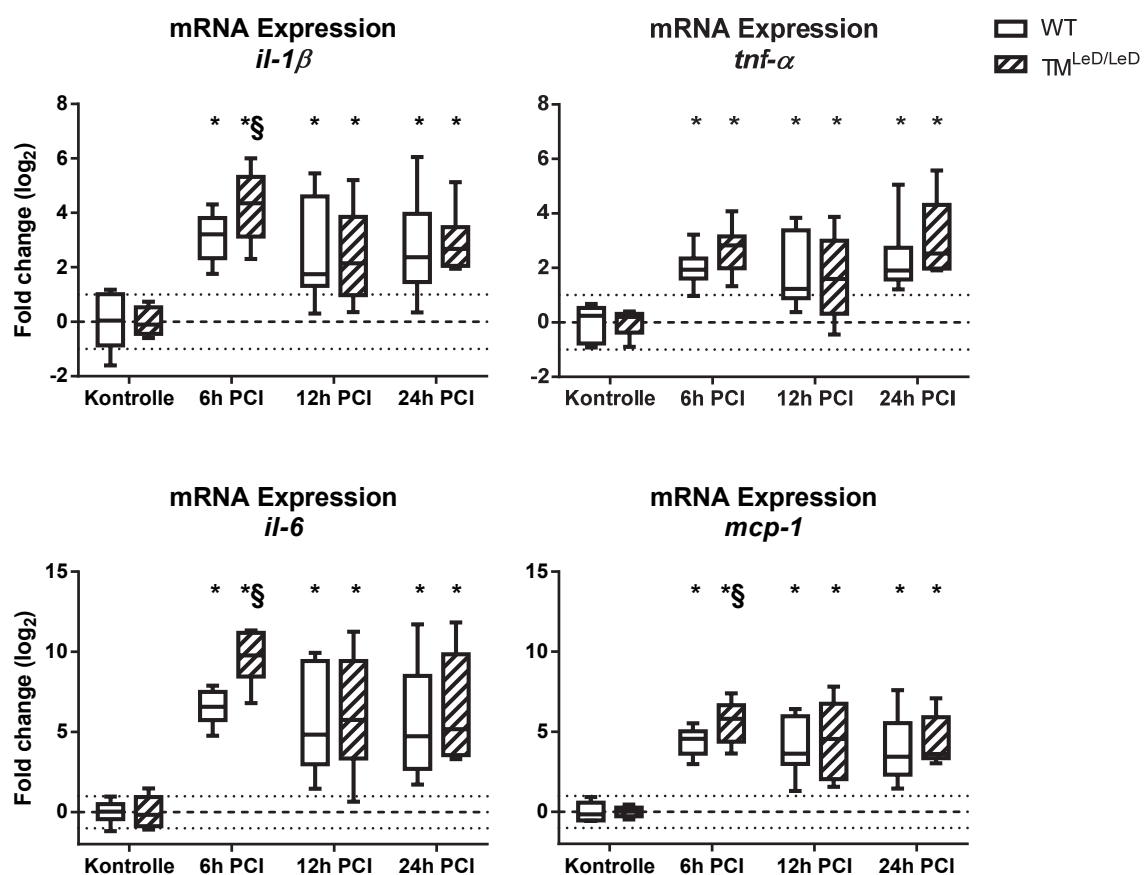 mRNA Expression
il-1β
mRNA Expression
tnf-α
WT
TM^LeD/LeD
Fold change (log₂)
8
6
4
2
0
-2
* *§ * * * *
Kontrolle 6h PCI 12h PCI 24h PCI
8
6
4
2
0
-2
* * * * * *
Kontrolle 6h PCI 12h PCI 24h PCI
mRNA Expression
il-6
mRNA Expression
mcp-1
Fold change (log₂)
15
10
5
0
* *§ * * * *
Kontrolle 6h PCI 12h PCI 24h PCI
15
10
5
0
* *§ * * * *
Kontrolle 6h PCI 12h PCI 24h PCI